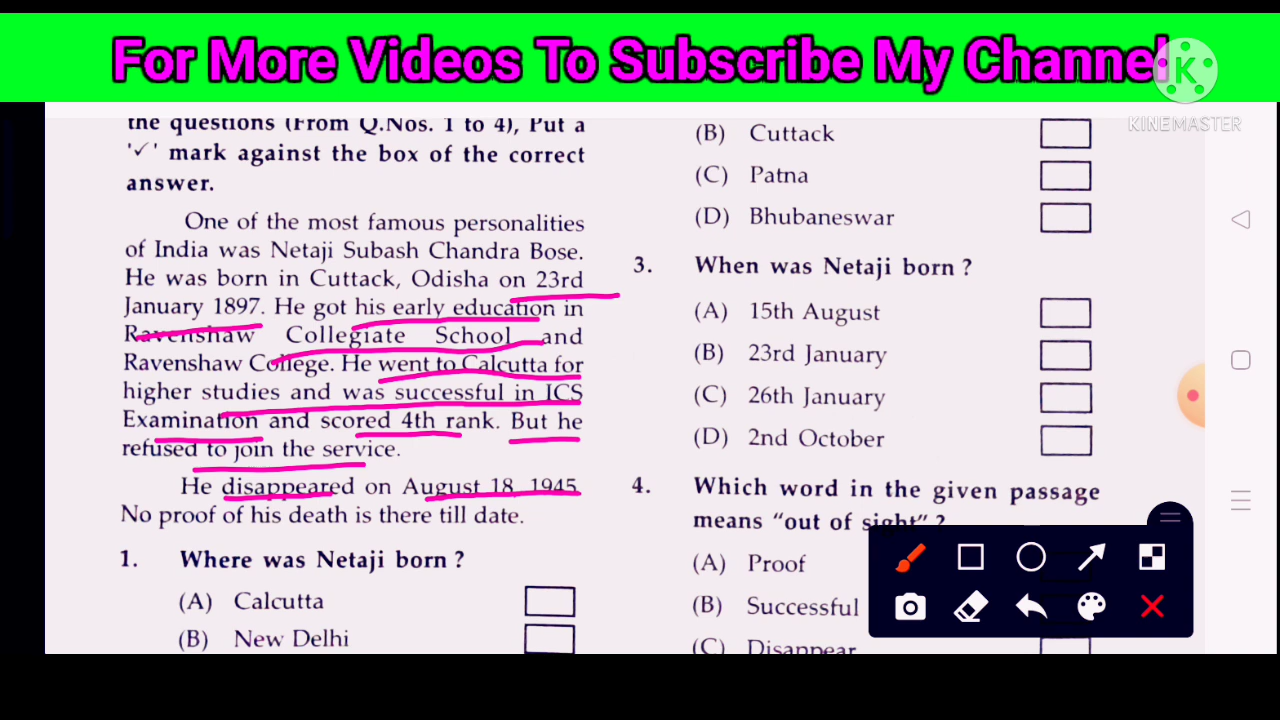 For More Videos To Subscribe My Channel
K
KINEMASTER
the questions (From Q.Nos. 1 to 4), Put a
'✓' mark against the box of the correct
answer.
One of the most famous personalities
of India was Netaji Subash Chandra Bose.
He was born in Cuttack, Odisha on 23rd
January 1897. He got his early education in
Ravenshaw Collegiate School and
Ravenshaw College. He went to Calcutta for
higher studies and was successful in ICS
Examination and scored 4th rank. But he
refused to join the service.
He disappeared on August 18, 1945.
No proof of his death is there till date.
1. Where was Netaji born ?
(A) Calcutta
(B) New Delhi
(B) Cuttack
(C) Patna
(D) Bhubaneswar
3. When was Netaji born ?
(A) 15th August
(B) 23rd January
(C) 26th January
(D) 2nd October
4. Which word in the given passage
means "out of sight" ?
(A) Proof
(B) Successful
(C) Disappear